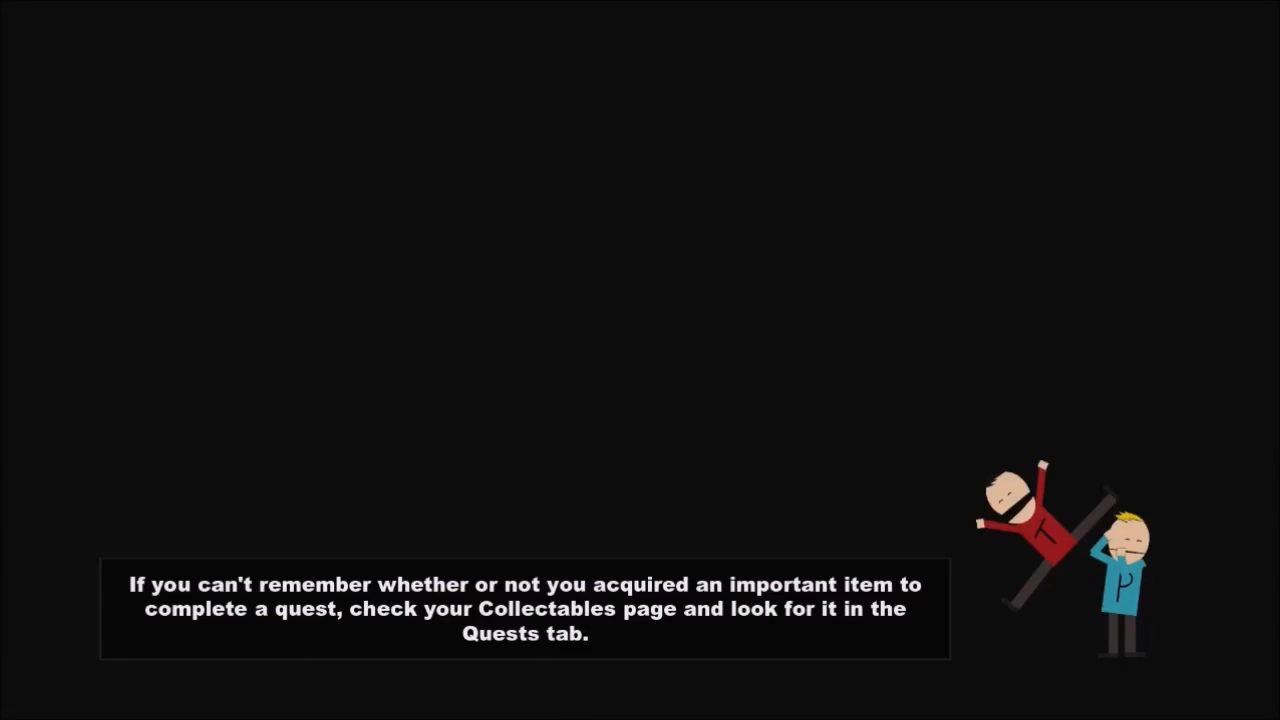 If you can't remember whether or not you acquired an important item to
complete a quest, check your Collectables page and look for it in the
Quests tab.
T
P